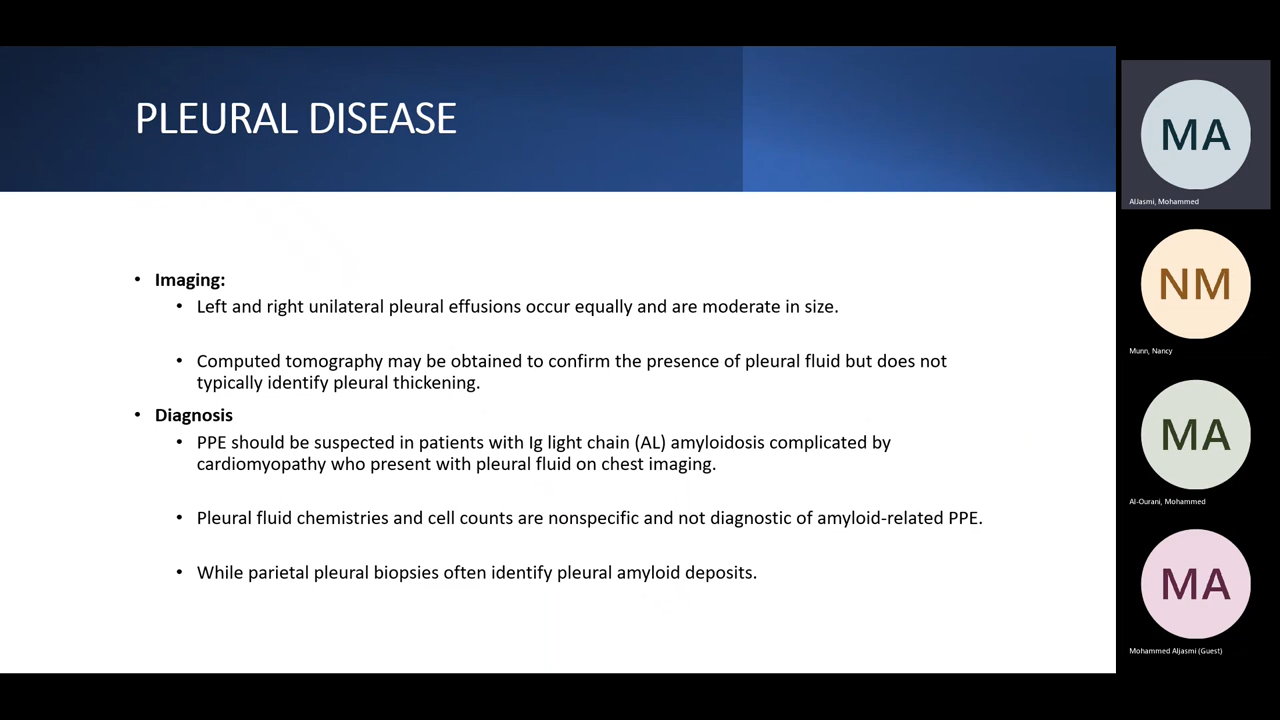 PLEURAL DISEASE
• Imaging:
• Left and right unilateral pleural effusions occur equally and are moderate in size.
• Computed tomography may be obtained to confirm the presence of pleural fluid but does not
typically identify pleural thickening.
• Diagnosis
• PPE should be suspected in patients with Ig light chain (AL) amyloidosis complicated by
cardiomyopathy who present with pleural fluid on chest imaging.
• Pleural fluid chemistries and cell counts are nonspecific and not diagnostic of amyloid-related PPE.
• While parietal pleural biopsies often identify pleural amyloid deposits.
MA
AlJasmi, Mohammed
NM
Munn, Nancy
MA
Al-Ourani, Mohammed
MA
Mohammed Aljasmi (Guest)